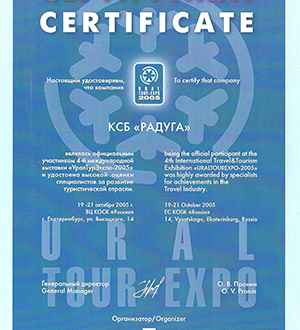 CERTIFICATE
Настоящим удостоверяем, что компания
To certify that company
URAL
TOUR-EXPO
2005
КСБ «РАДУГА»
являлась официальным
участником 4-й международной
выставки «УралТурЭкспо-2005»
и удостоена высокой оценки
специалистов за развитие
туристической отрасли.
being the official participant at the
4th International Travel&Tourism
Exhibition «URALTOUREXPO-2005»
was highly awarded by specialists
for achievements in the
Travel Industry.
19 -21 октября 2005 г.
ВЦ КОСК «Россия»
г. Екатеринбург, ул. Высоцкого, 14
19-21 October 2005
EC KOSK «Russia»
14, Vysotskogo, Ekaterinburg, Russia
URAL
TOUR EXPO
Генеральный директор
General Manager
О. В. Пронин
O. V. Pronin
Организатор/Organizer